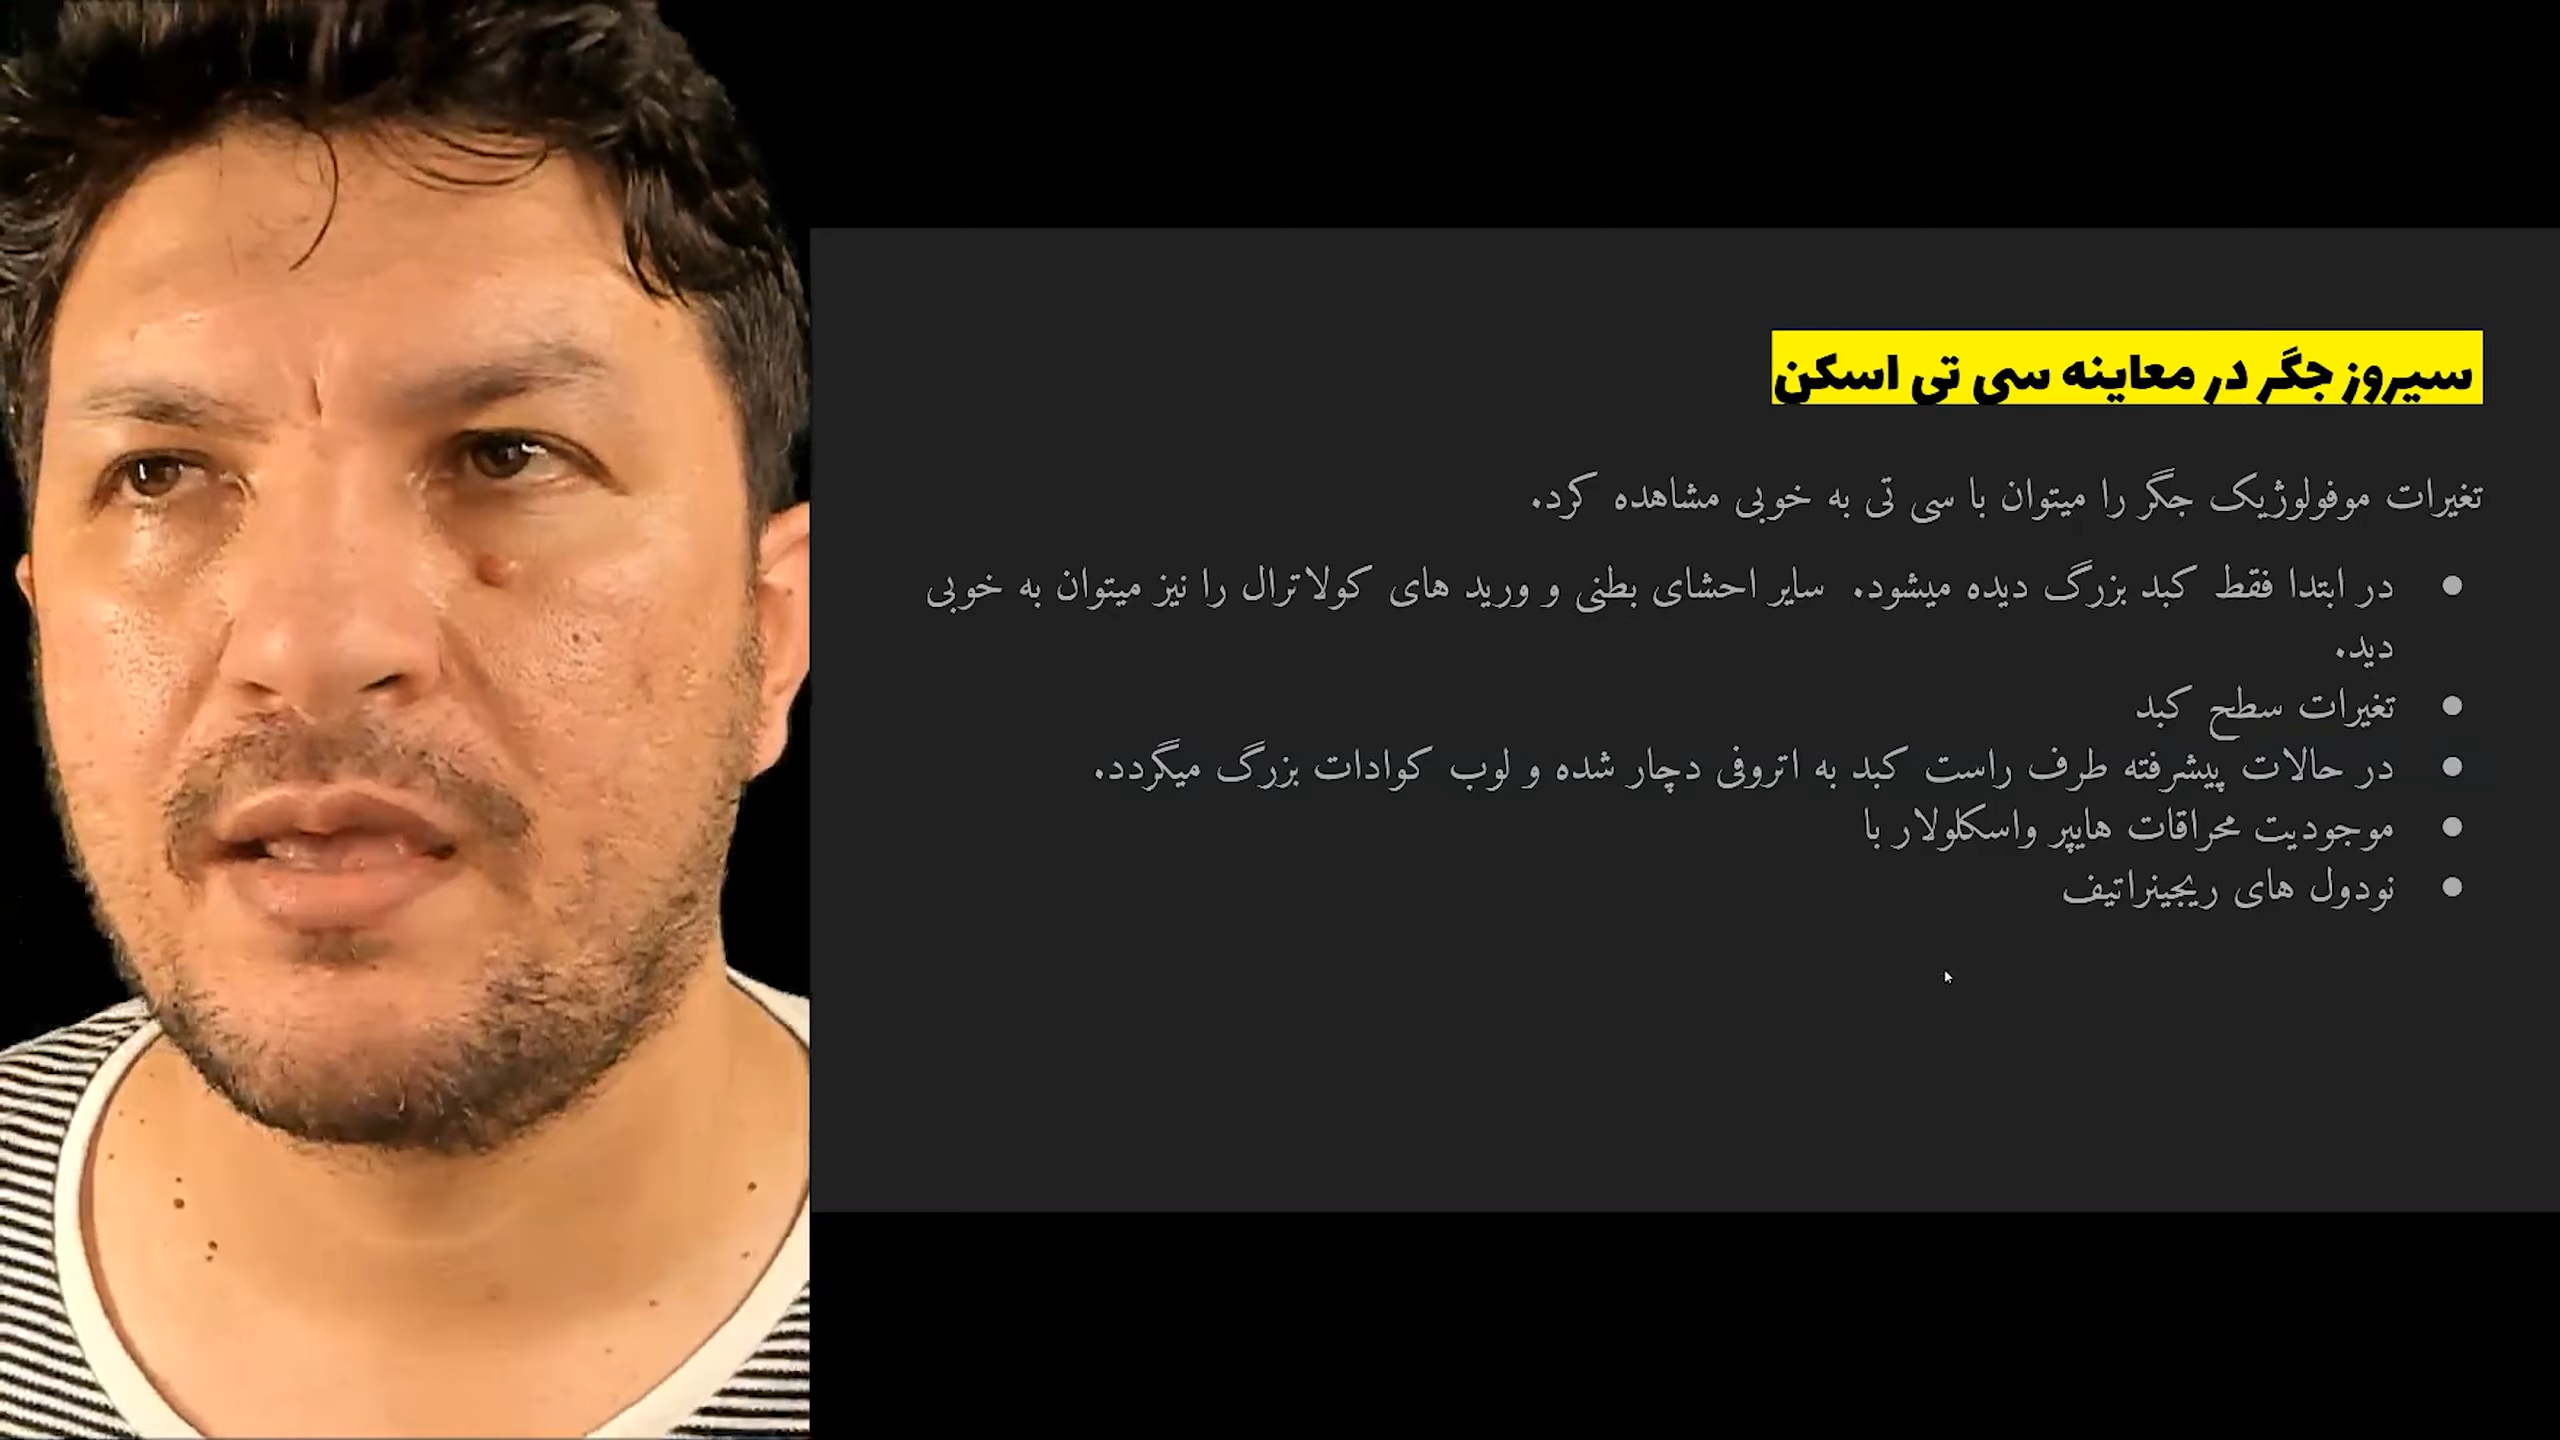 سیروز جگر در معاینه سی تی اسکن
تغیرات موفولوژیک جگر را میتوان با سی تی به خوبی مشاهده کرد.
● در ابتدا فقط کبد بزرگ دیده میشود. سایر احشای بطنی و ورید های کولاترال را نیز میتوان به خوبی
دید.
● تغیرات سطح کبد
● در حالات پیشرفته طرف راست کبد به اتروفی دچار شده و لوب کوادات بزرگ میگردد.
● موجودیت محراقات هایپر واسکلولار با
● نودول های ریجینراتیف